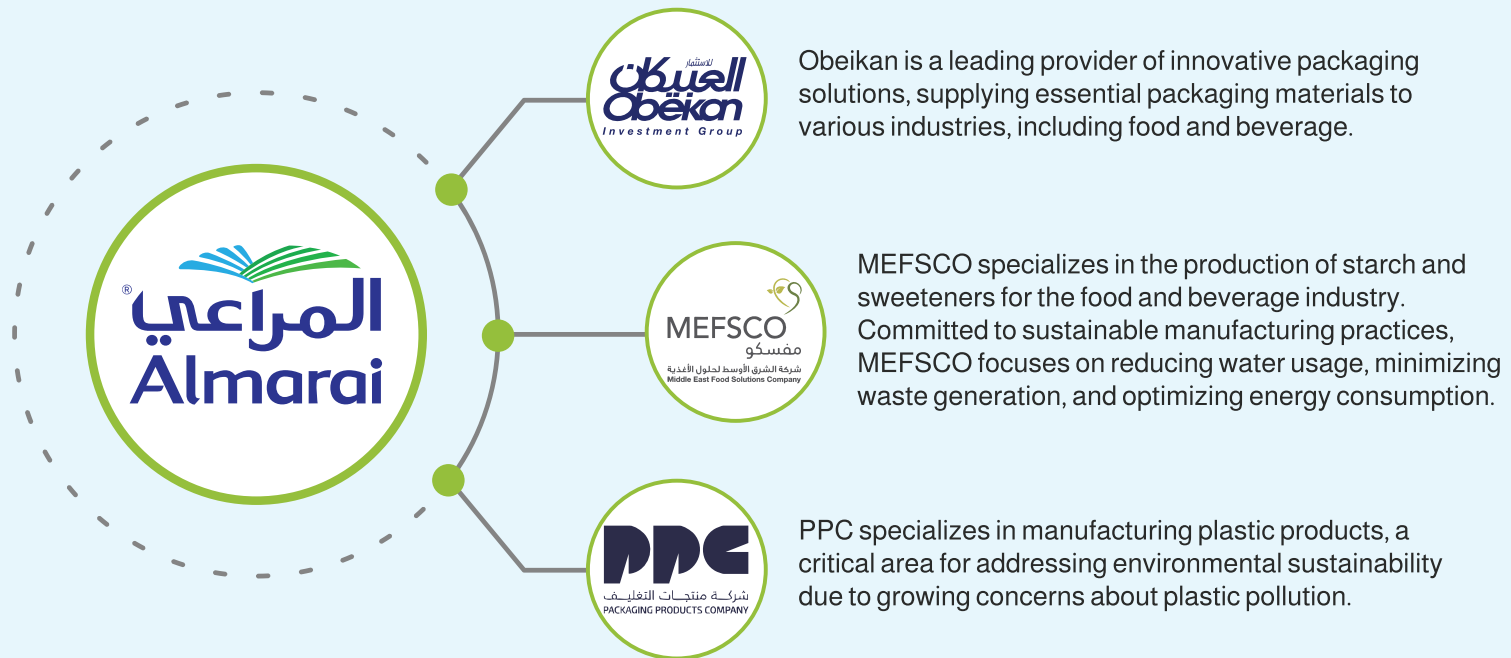 المراعي
®
Almarai
للاستثمار
العبيكان
Obēikan
Investment Group
Obeikan is a leading provider of innovative packaging
solutions, supplying essential packaging materials to
various industries, including food and beverage.
MEFSCO
مفسكو
شركة الشرق الأوسط لحلول الأغذية
Middle East Food Solutions Company
MEFSCO specializes in the production of starch and
sweeteners for the food and beverage industry.
Committed to sustainable manufacturing practices,
MEFSCO focuses on reducing water usage, minimizing
waste generation, and optimizing energy consumption.
PPC
شركة منتجات التغليف
PACKAGING PRODUCTS COMPANY
PPC specializes in manufacturing plastic products, a
critical area for addressing environmental sustainability
due to growing concerns about plastic pollution.